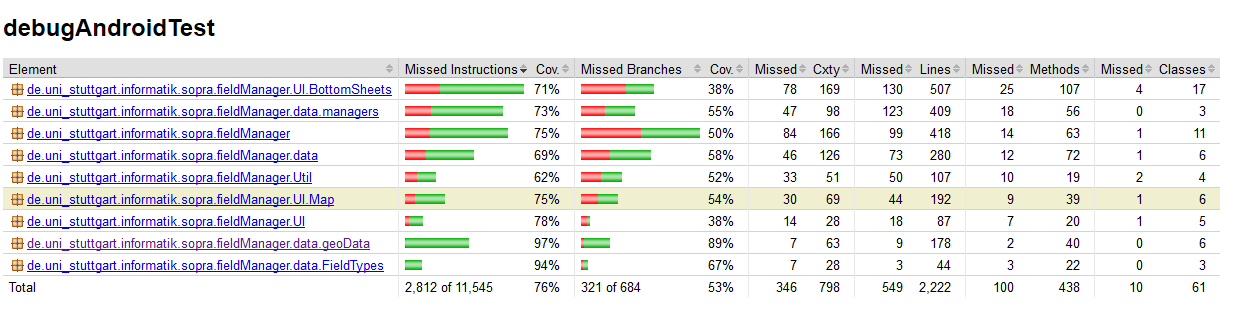 debugAndroidTest
Element Missed Instructions Cov. Missed Branches Cov. Missed Cxty Missed Lines Missed Methods Missed Classes
de.uni_stuttgart.informatik.sopra.fieldManager.UI.BottomSheets 71% 38% 78 169 130 507 25 107 4 17
de.uni_stuttgart.informatik.sopra.fieldManager.data.managers 73% 55% 47 98 123 409 18 56 0 3
de.uni_stuttgart.informatik.sopra.fieldManager 75% 50% 84 166 99 418 14 63 1 11
de.uni_stuttgart.informatik.sopra.fieldManager.data 69% 58% 46 126 73 280 12 72 1 6
de.uni_stuttgart.informatik.sopra.fieldManager.Util 62% 52% 33 51 50 107 10 19 2 4
de.uni_stuttgart.informatik.sopra.fieldManager.UI.Map 75% 54% 30 69 44 192 9 39 1 6
de.uni_stuttgart.informatik.sopra.fieldManager.UI 78% 38% 14 28 18 87 7 20 1 5
de.uni_stuttgart.informatik.sopra.fieldManager.data.geoData 97% 89% 7 63 9 178 2 40 0 6
de.uni_stuttgart.informatik.sopra.fieldManager.data.FieldTypes 94% 67% 7 28 3 44 3 22 0 3
Total 2,812 of 11,545 76% 321 of 684 53% 346 798 549 2,222 100 438 10 61